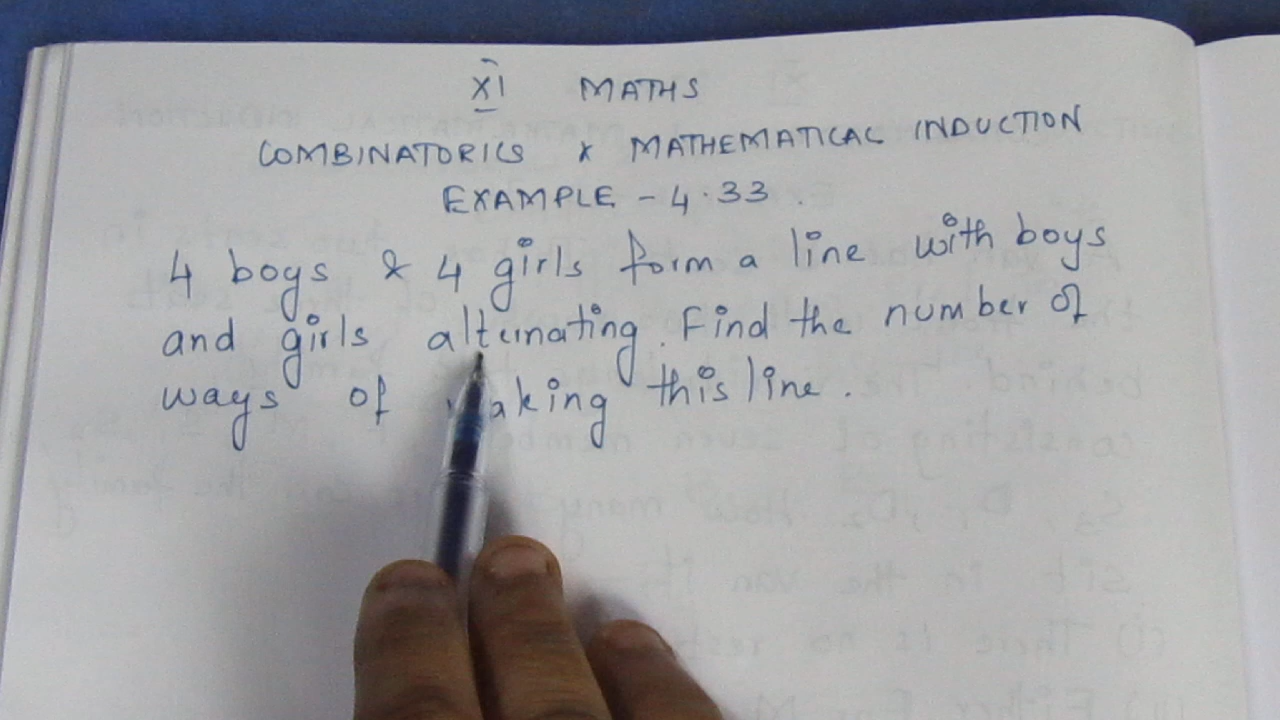 XI MATHS
COMBINATORICS & MATHEMATICAL INDUCTION
EXAMPLE - 4.33.
4 boys & 4 girls form a line with boys
and girls alternating. Find the number of
ways of making this line.